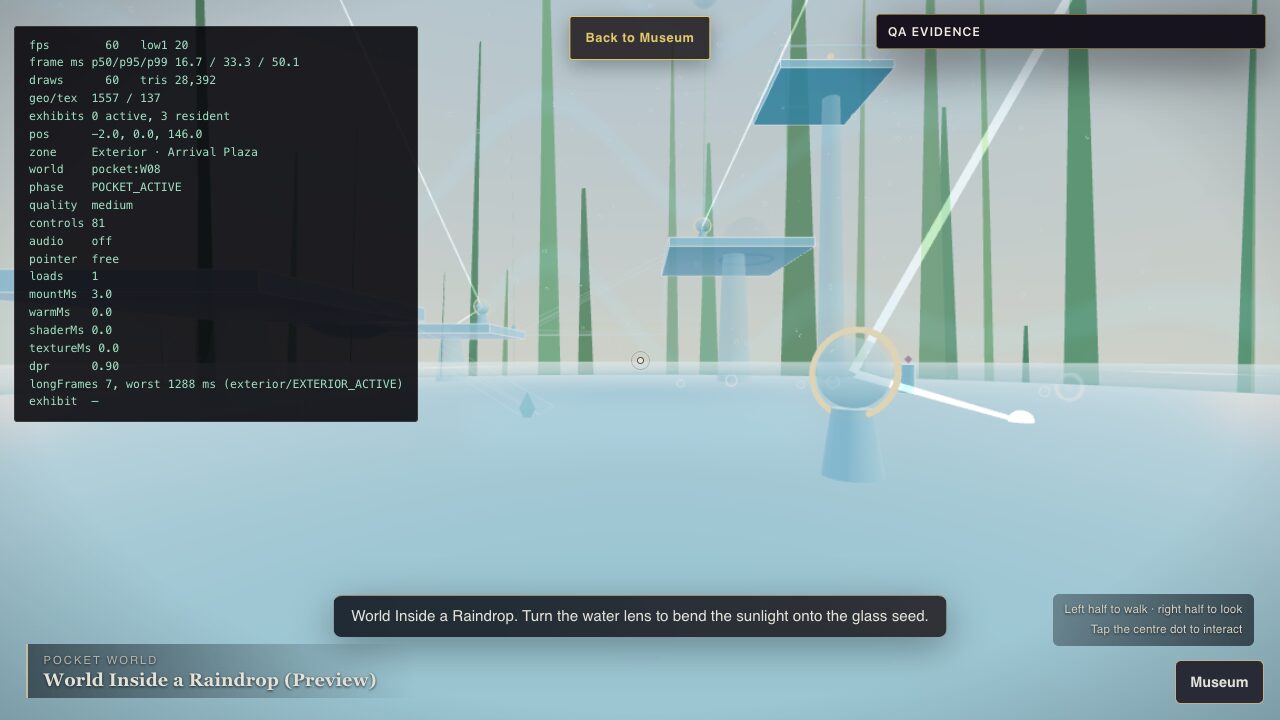 fps 60 low1 20
frame ms p50/p95/p99 16.7 / 33.3 / 50.1
draws 60 tris 28,392
geo/tex 1557 / 137
exhibits 0 active, 3 resident
pos −2.0, 0.0, 146.0
zone Exterior · Arrival Plaza
world pocket:W08
phase POCKET_ACTIVE
quality medium
controls 81
audio off
pointer free
loads 1
mountMs 3.0
warmMs 0.0
shaderMs 0.0
textureMs 0.0
dpr 0.90
longFrames 7, worst 1288 ms (exterior/EXTERIOR_ACTIVE)
exhibit —
Back to Museum
QA EVIDENCE
World Inside a Raindrop. Turn the water lens to bend the sunlight onto the glass seed.
Left half to walk · right half to look
Tap the centre dot to interact
POCKET WORLD
World Inside a Raindrop (Preview)
Museum